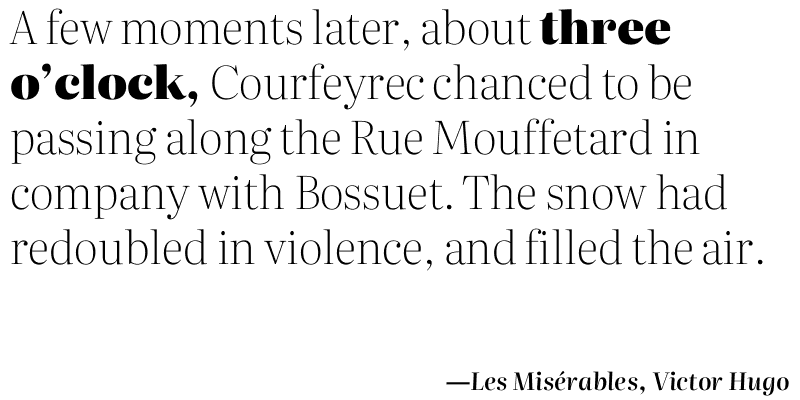 A few moments later, about three
o’clock, Courfeyrec chanced to be
passing along the Rue Mouffetard in
company with Bossuet. The snow had
redoubled in violence, and filled the air.
—Les Misérables, Victor Hugo